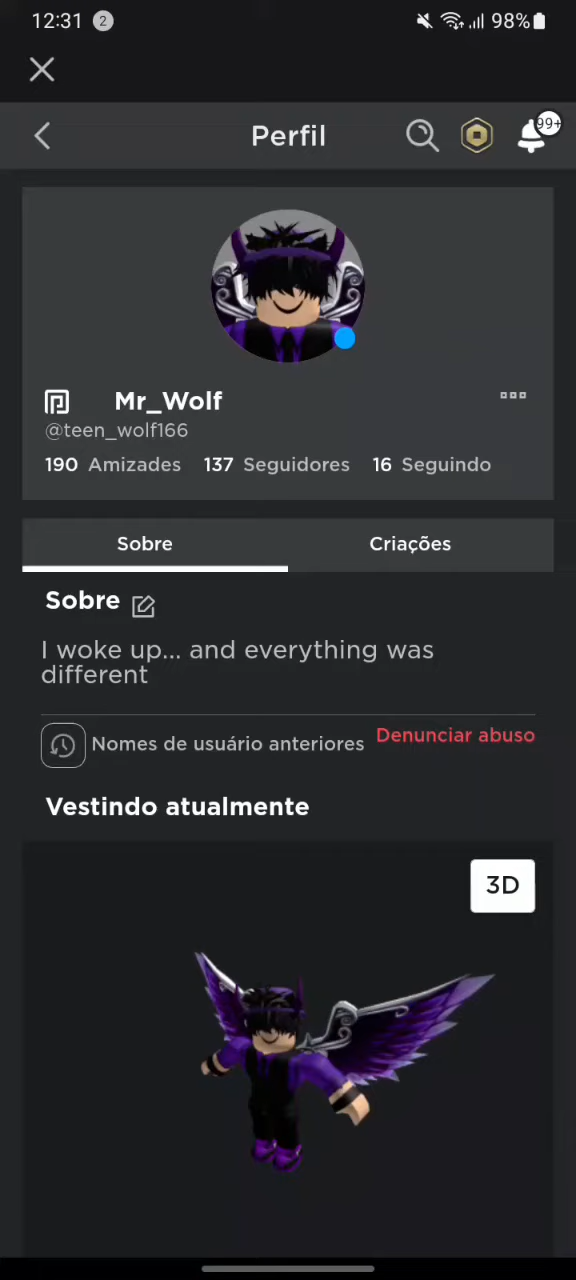 12:31 2 98%
Perfil
99+
Mr_Wolf
@teen_wolf166
190 Amizades 137 Seguidores 16 Seguindo
Sobre Criações
Sobre
I woke up... and everything was
different
Nomes de usuário anteriores Denunciar abuso
Vestindo atualmente
3D